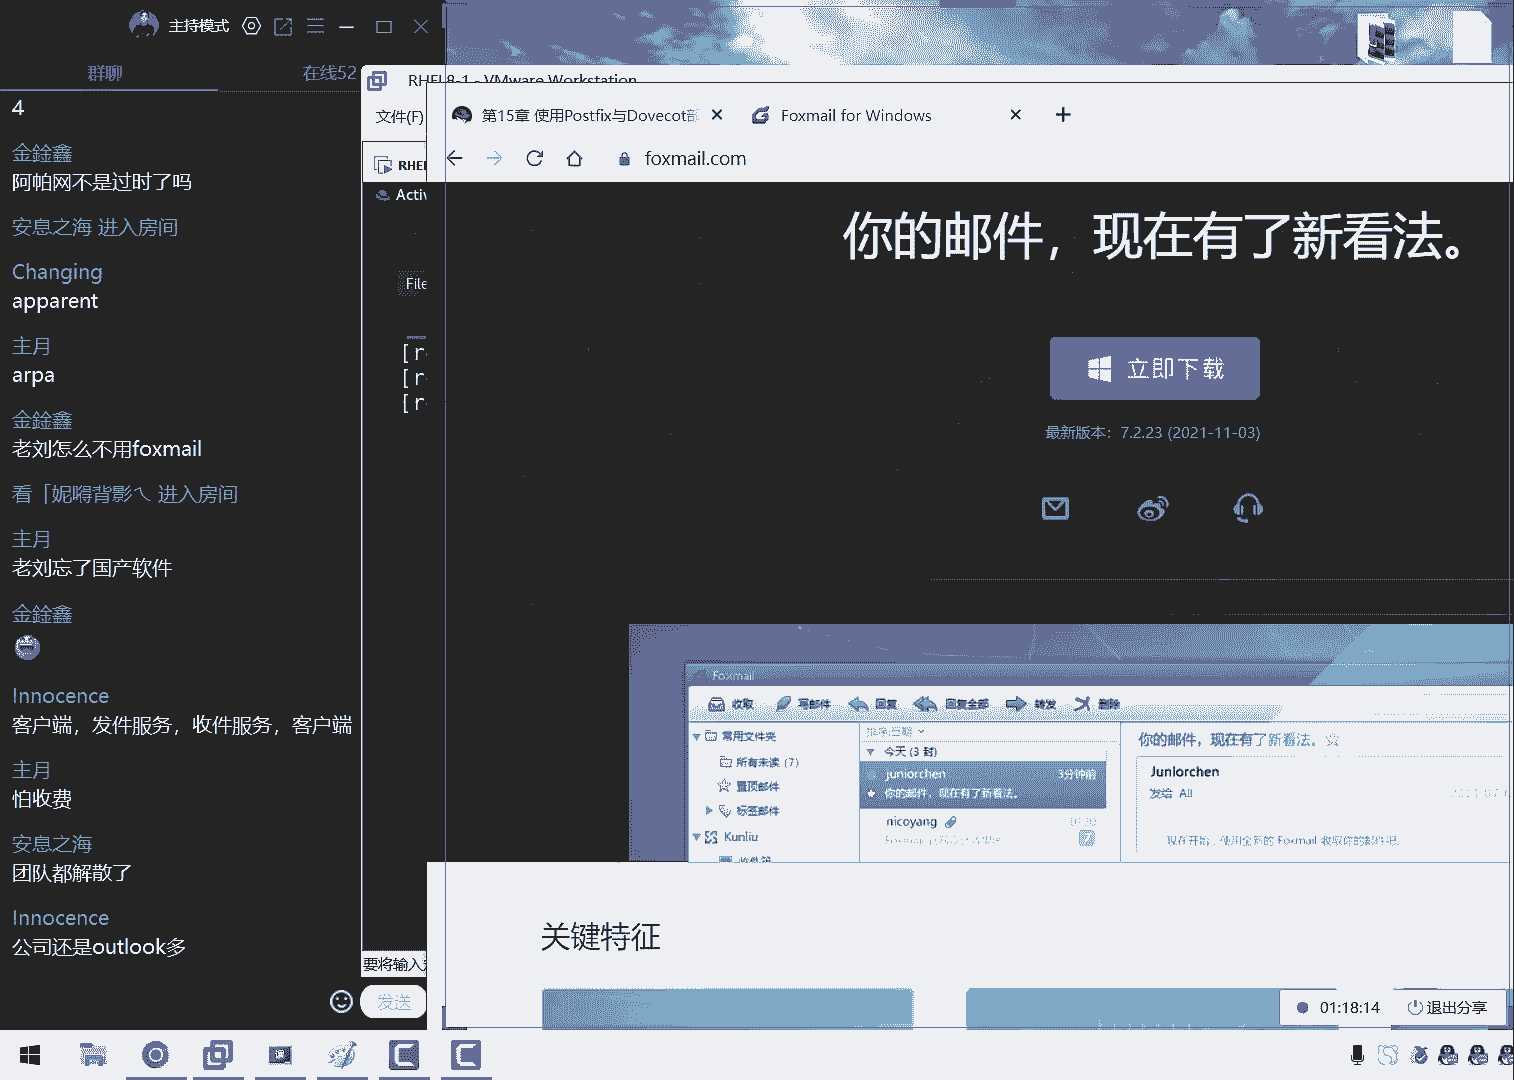 主持模式
群聊
在线52
4
金銓鑫
阿帕网不是过时了吗
安息之海 进入房间
Changing
apparent
主月
arpa
金銓鑫
老刘怎么不用foxmail
进入房间
主月
老刘忘了国产软件
金銓鑫
Innocence
客户端，发件服务，收件服务，客户端
主月
怕收费
安息之海
团队都解散了
Innocence
公司还是outlook多
发送
RHEL8-1 - VMware Workstation
文件(F)
RHEL
Activ
File
[r
[r
[r
要将输入
第15章 使用Postfix与Dovecot部
Foxmail for Windows
foxmail.com
你的邮件，现在有了新看法。
立即下载
最新版本：7.2.23 (2021-11-03)
Foxmail
收取 写邮件 回复 回复全部 转发 删除
常用文件夹
所有未读 (7)
置顶邮件
标签邮件
Kunliu
收件箱
今天 (3 封)
juniorchen
3分钟前
你的邮件，现在有了新看法。
nicoyang
你的邮件，现在有了新看法。
Juniorchen
发给 All
现在开始，使用全新的 Foxmail 收取你的邮件吧
关键特征
01:18:14
退出分享